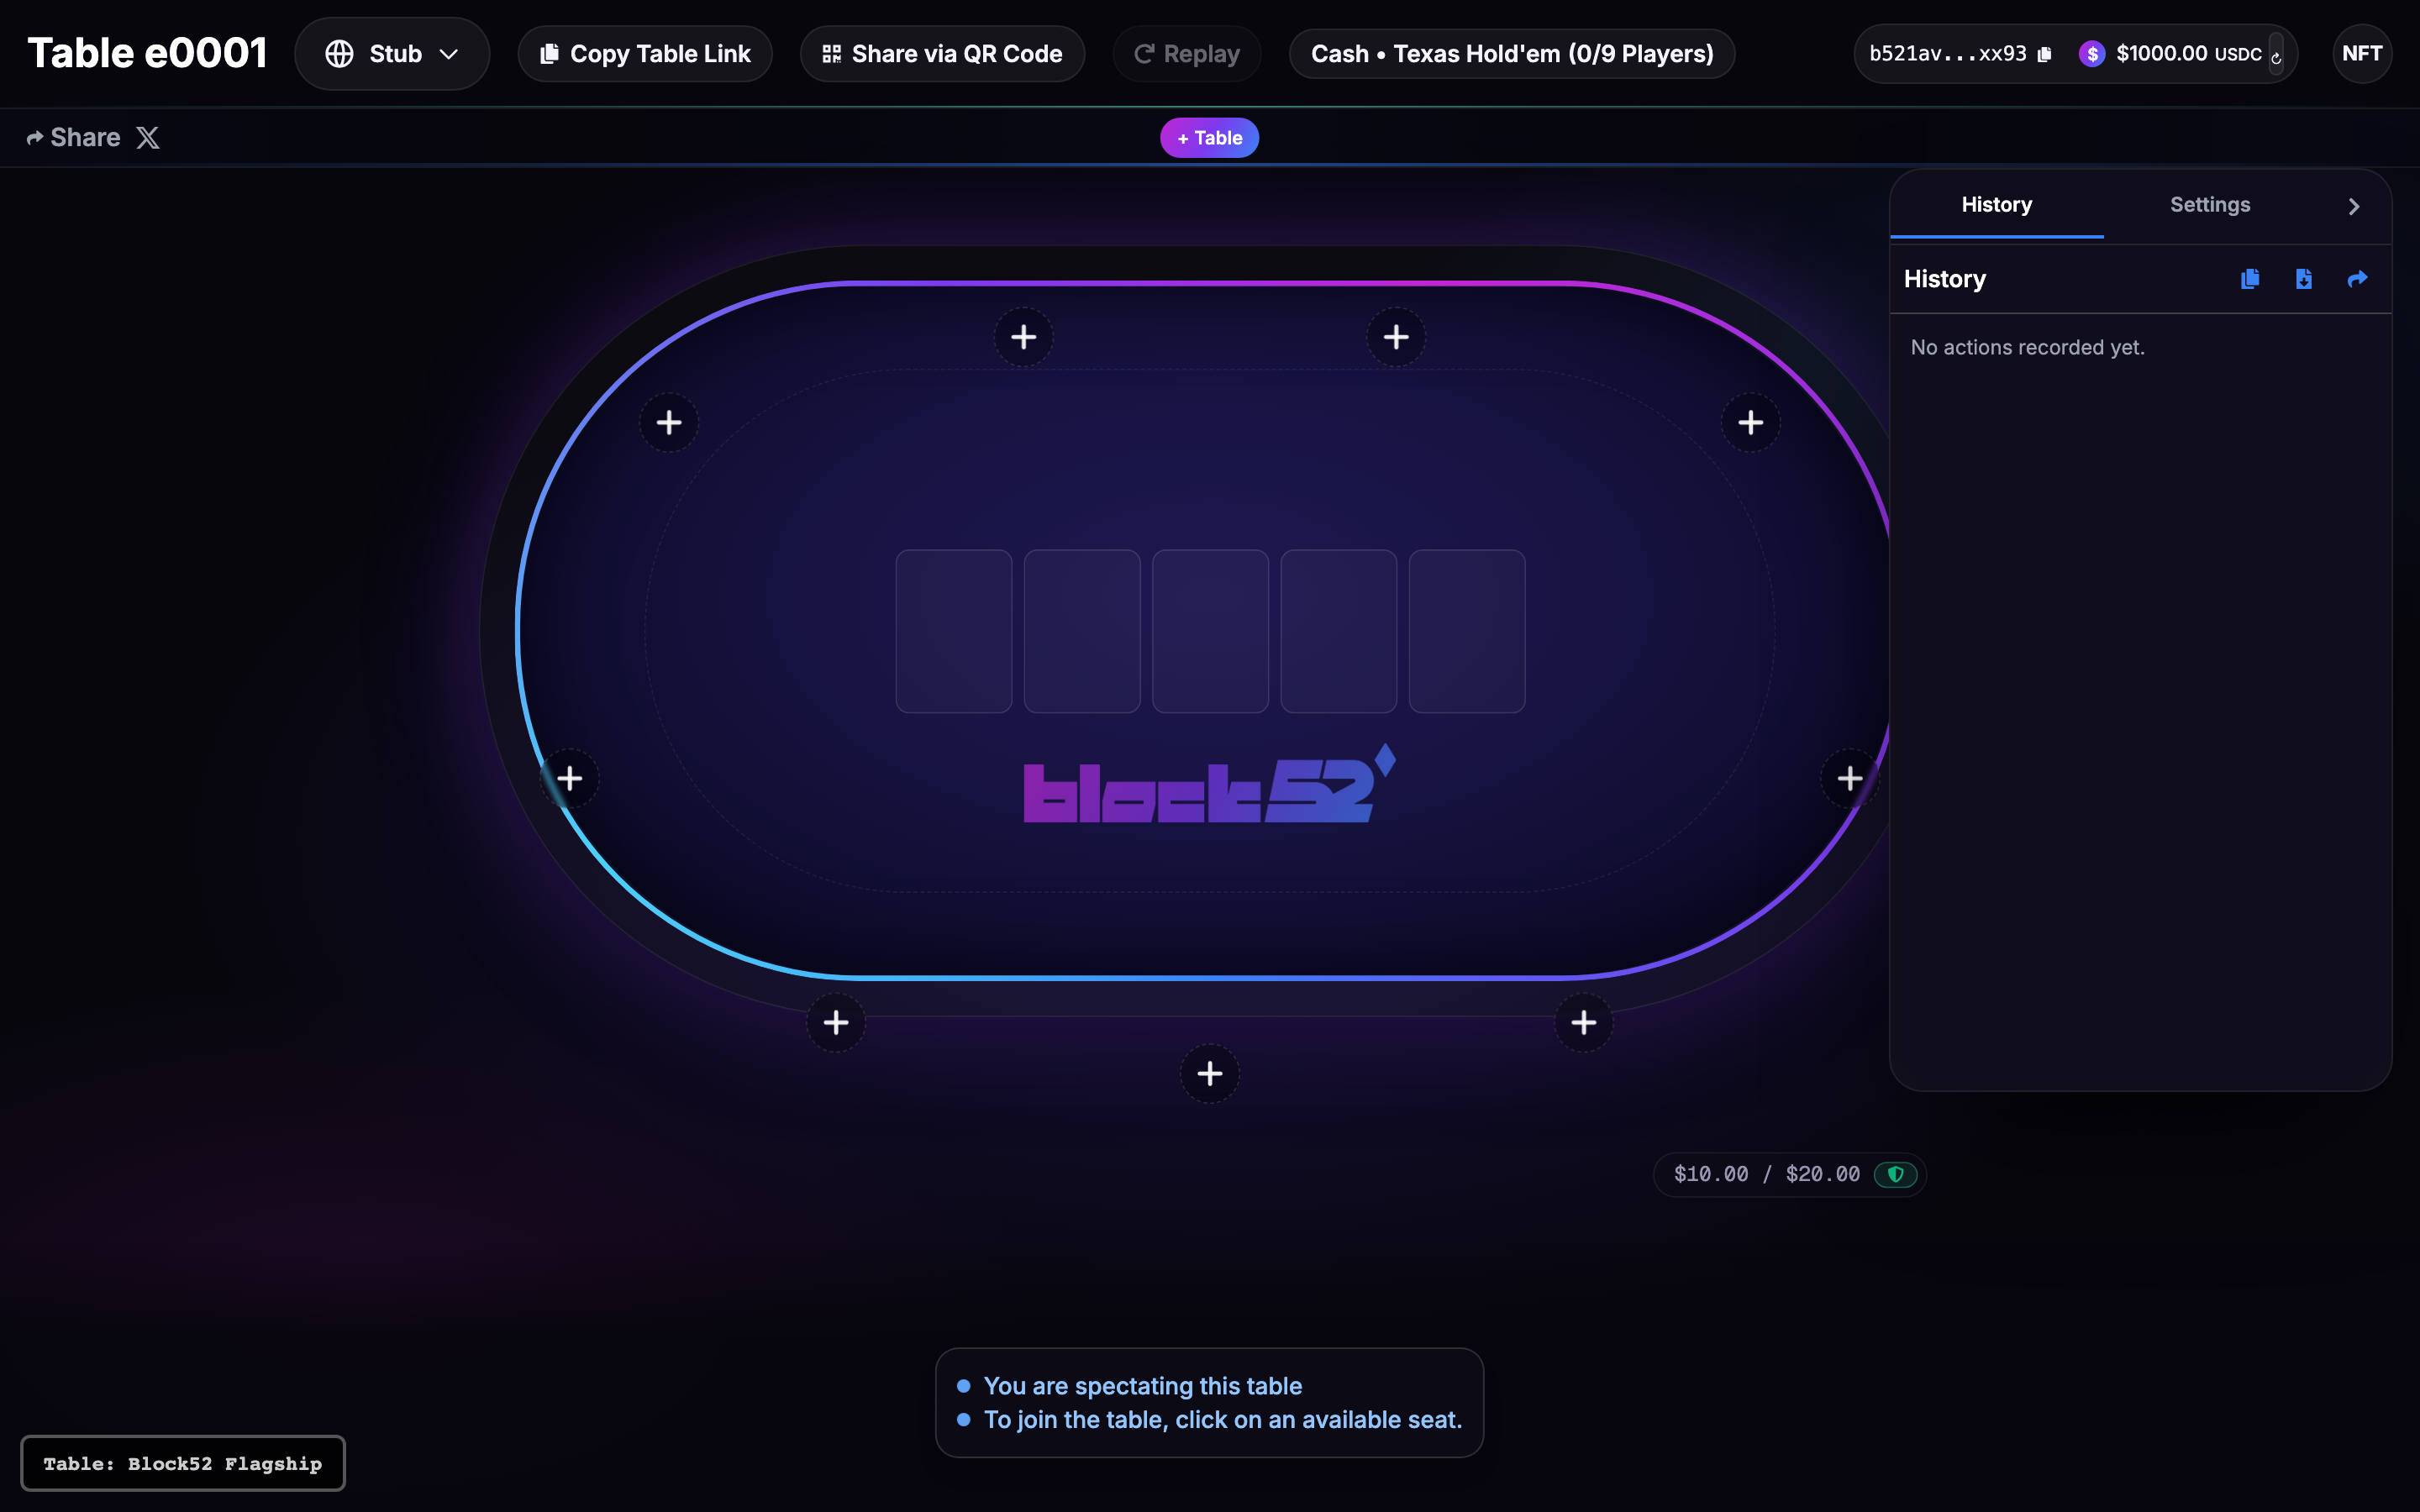 Table e0001
Stub
Copy Table Link
Share via QR Code
Replay
Cash • Texas Hold'em (0/9 Players)
b521av...xx93
$ $1000.00 USDC
NFT
Share
+ Table
History
Settings
History
No actions recorded yet.
block52
$10.00 / $20.00
You are spectating this table
To join the table, click on an available seat.
Table: Block52 Flagship